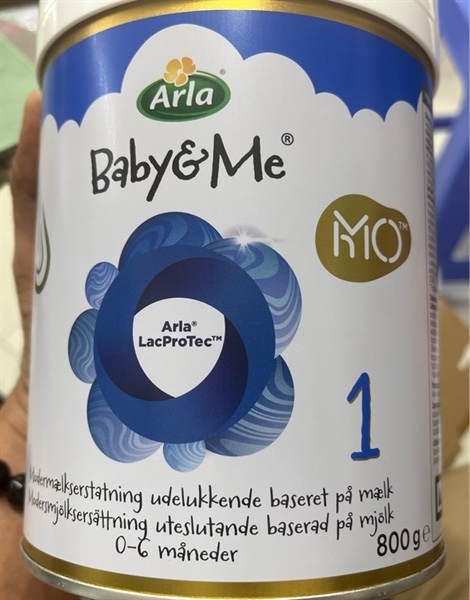 Arla
Baby&Me®
MO™
Arla®
LacProTec™
1
Modermælkserstatning udelukkende baseret på mælk
Modersmjölksersättning uteslutande baserad på mjölk
0-6 måneder
800g e